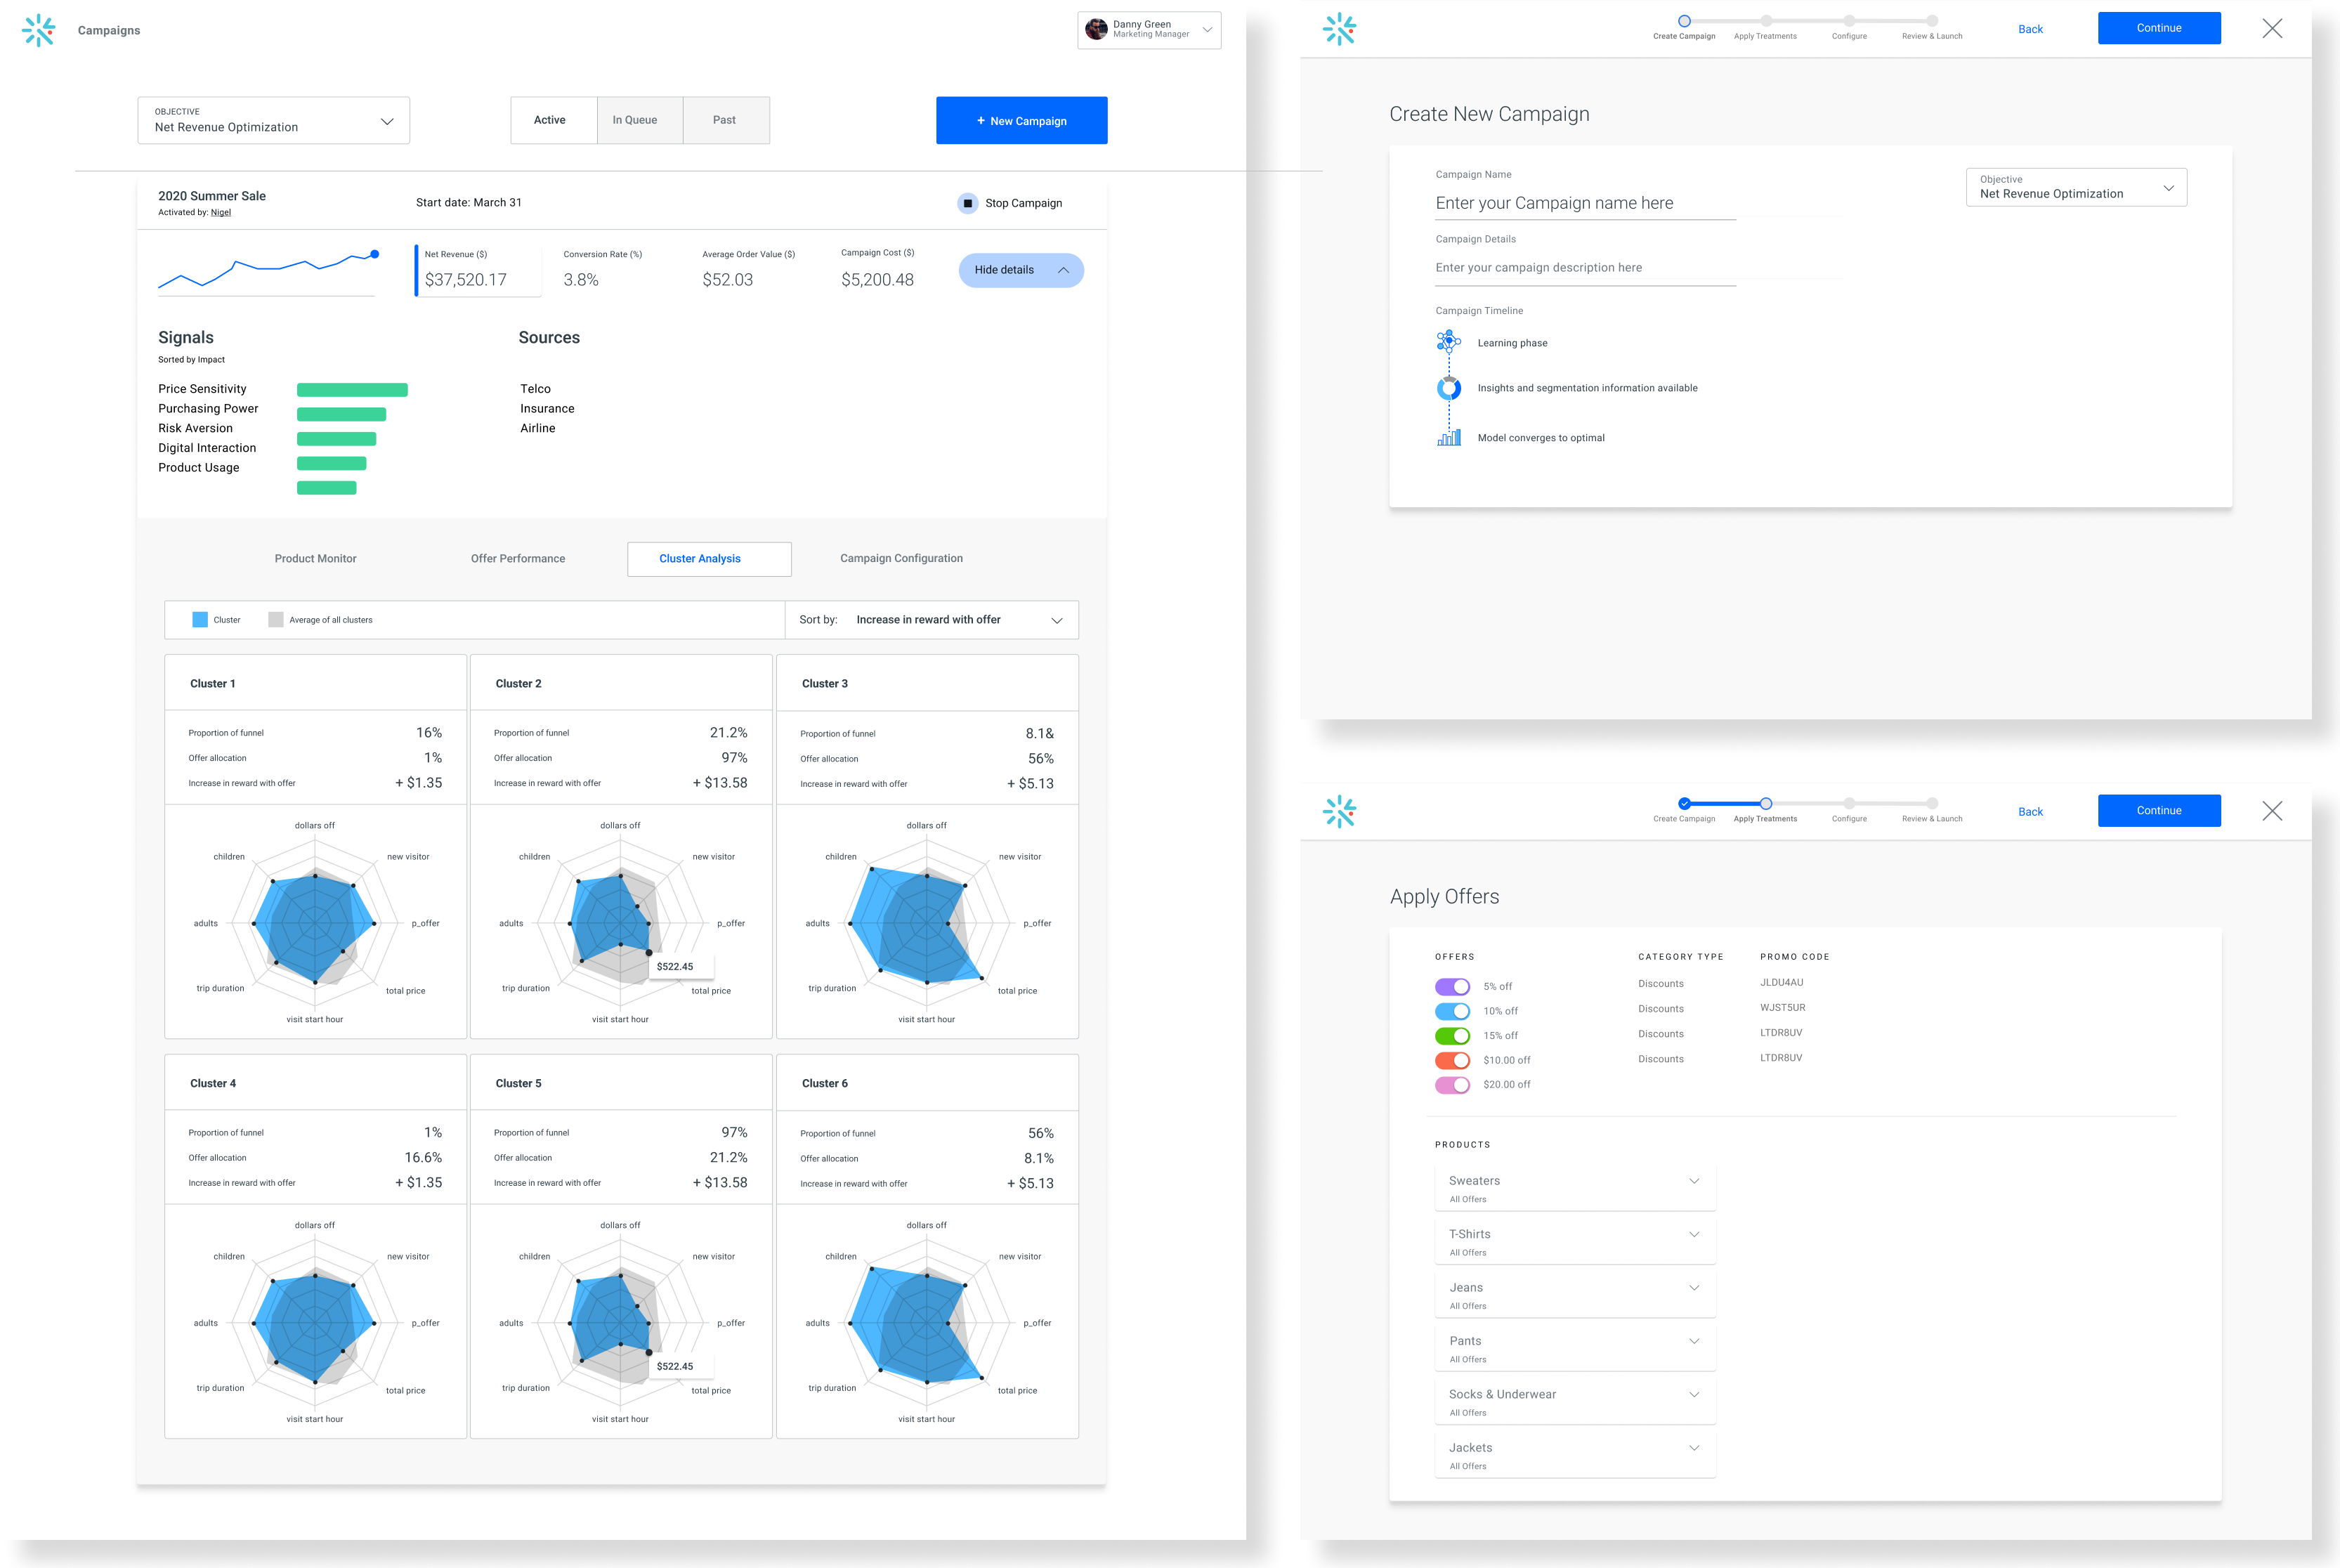 Campaigns
Danny Green
Marketing Manager
OBJECTIVE
Net Revenue Optimization
Active
In Queue
Past
+ New Campaign
2020 Summer Sale
Activated by: Nigel
Start date: March 31
Stop Campaign
Net Revenue ($)
$37,520.17
Conversion Rate (%)
3.8%
Average Order Value ($)
$52.03
Campaign Cost ($)
$5,200.48
Hide details
Signals
Sorted by Impact
Price Sensitivity
Purchasing Power
Risk Aversion
Digital Interaction
Product Usage
Sources
Telco
Insurance
Airline
Product Monitor
Offer Performance
Cluster Analysis
Campaign Configuration
Cluster
Average of all clusters
Sort by: Increase in reward with offer
Cluster 1
Proportion of funnel 16%
Offer allocation 1%
Increase in reward with offer + $1.35
dollars off
children
new visitor
adults
p_offer
trip duration
total price
visit start hour
Cluster 2
Proportion of funnel 21.2%
Offer allocation 97%
Increase in reward with offer + $13.58
dollars off
children
new visitor
adults
p_offer
$522.45
trip duration
total price
visit start hour
Cluster 3
Proportion of funnel 8.1&
Offer allocation 56%
Increase in reward with offer + $5.13
dollars off
children
new visitor
adults
p_offer
trip duration
total price
visit start hour
Cluster 4
Proportion of funnel 1%
Offer allocation 16.6%
Increase in reward with offer + $1.35
dollars off
children
new visitor
adults
p_offer
trip duration
total price
visit start hour
Cluster 5
Proportion of funnel 97%
Offer allocation 21.2%
Increase in reward with offer + $13.58
dollars off
children
new visitor
adults
p_offer
$522.45
trip duration
total price
visit start hour
Cluster 6
Proportion of funnel 56%
Offer allocation 8.1%
Increase in reward with offer + $5.13
dollars off
children
new visitor
adults
p_offer
trip duration
total price
visit start hour
Create Campaign
Apply Treatments
Configure
Review & Launch
Back
Continue
Create New Campaign
Campaign Name
Enter your Campaign name here
Objective
Net Revenue Optimization
Campaign Details
Enter your campaign description here
Campaign Timeline
Learning phase
Insights and segmentation information available
Model converges to optimal
Create Campaign
Apply Treatments
Configure
Review & Launch
Back
Continue
Apply Offers
OFFERS CATEGORY TYPE PROMO CODE
5% off Discounts JLDU4AU
10% off Discounts WJST5UR
15% off Discounts LTDR8UV
$10.00 off Discounts LTDR8UV
$20.00 off
PRODUCTS
Sweaters
All Offers
T-Shirts
All Offers
Jeans
All Offers
Pants
All Offers
Socks & Underwear
All Offers
Jackets
All Offers